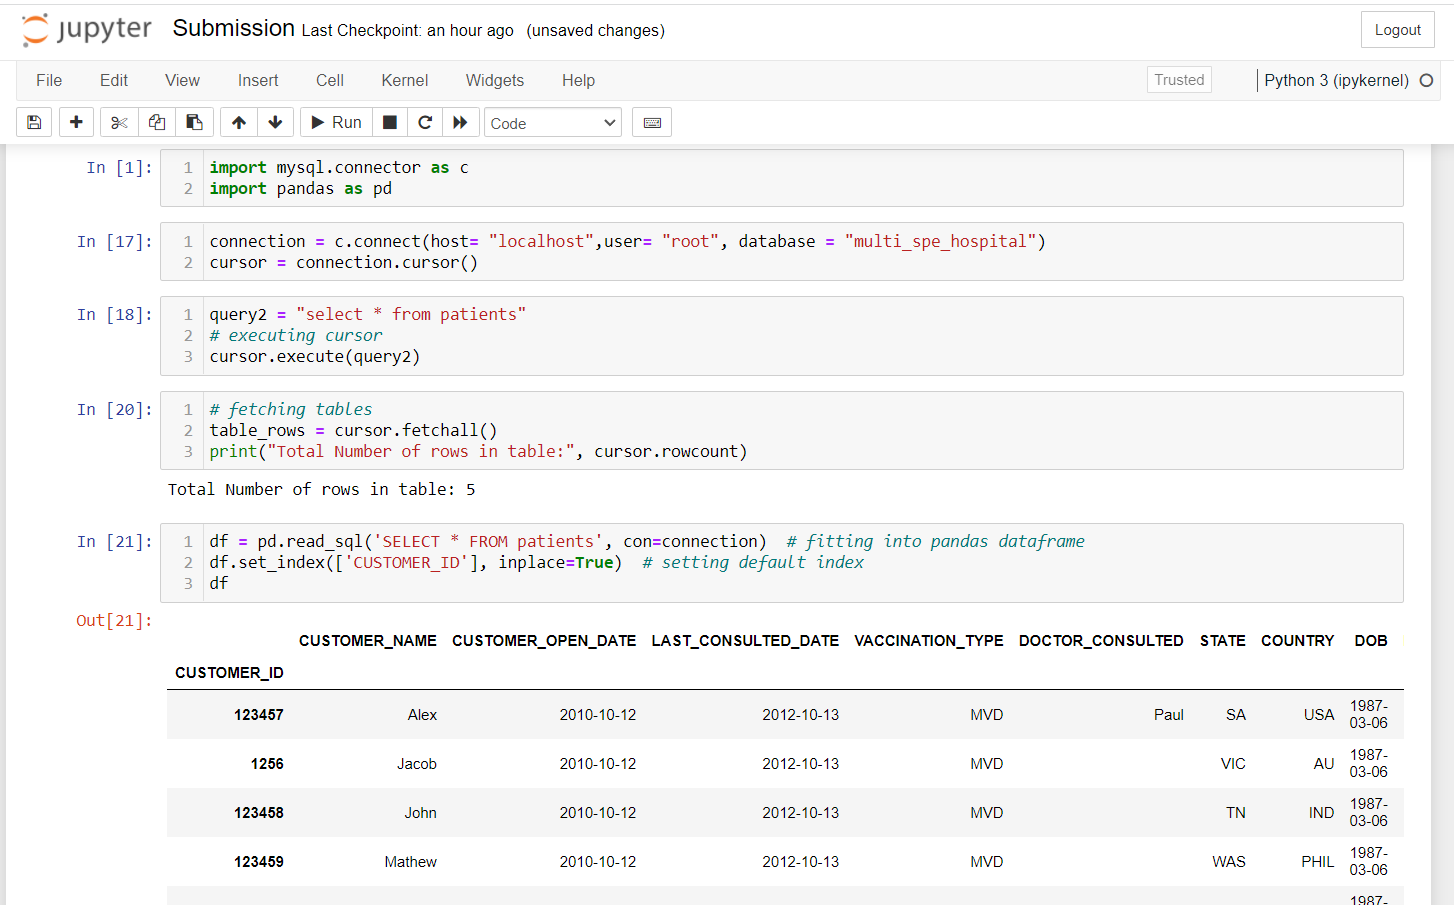 jupyter Submission Last Checkpoint: an hour ago (unsaved changes) Logout
File Edit View Insert Cell Kernel Widgets Help Trusted Python 3 (ipykernel)
Run Code
In [1]: 1 import mysql.connector as c
2 import pandas as pd
In [17]: 1 connection = c.connect(host= "localhost",user= "root", database = "multi_spe_hospital")
2 cursor = connection.cursor()
In [18]: 1 query2 = "select * from patients"
2 # executing cursor
3 cursor.execute(query2)
In [20]: 1 # fetching tables
2 table_rows = cursor.fetchall()
3 print("Total Number of rows in table:", cursor.rowcount)
Total Number of rows in table: 5
In [21]: 1 df = pd.read_sql('SELECT * FROM patients', con=connection) # fitting into pandas dataframe
2 df.set_index(['CUSTOMER_ID'], inplace=True) # setting default index
3 df
Out[21]:
CUSTOMER_NAME CUSTOMER_OPEN_DATE LAST_CONSULTED_DATE VACCINATION_TYPE DOCTOR_CONSULTED STATE COUNTRY DOB
CUSTOMER_ID
123457 Alex 2010-10-12 2012-10-13 MVD Paul SA USA 1987-
03-06
1256 Jacob 2010-10-12 2012-10-13 MVD VIC AU 1987-
03-06
123458 John 2010-10-12 2012-10-13 MVD TN IND 1987-
03-06
123459 Mathew 2010-10-12 2012-10-13 MVD WAS PHIL 1987-
03-06
1987-